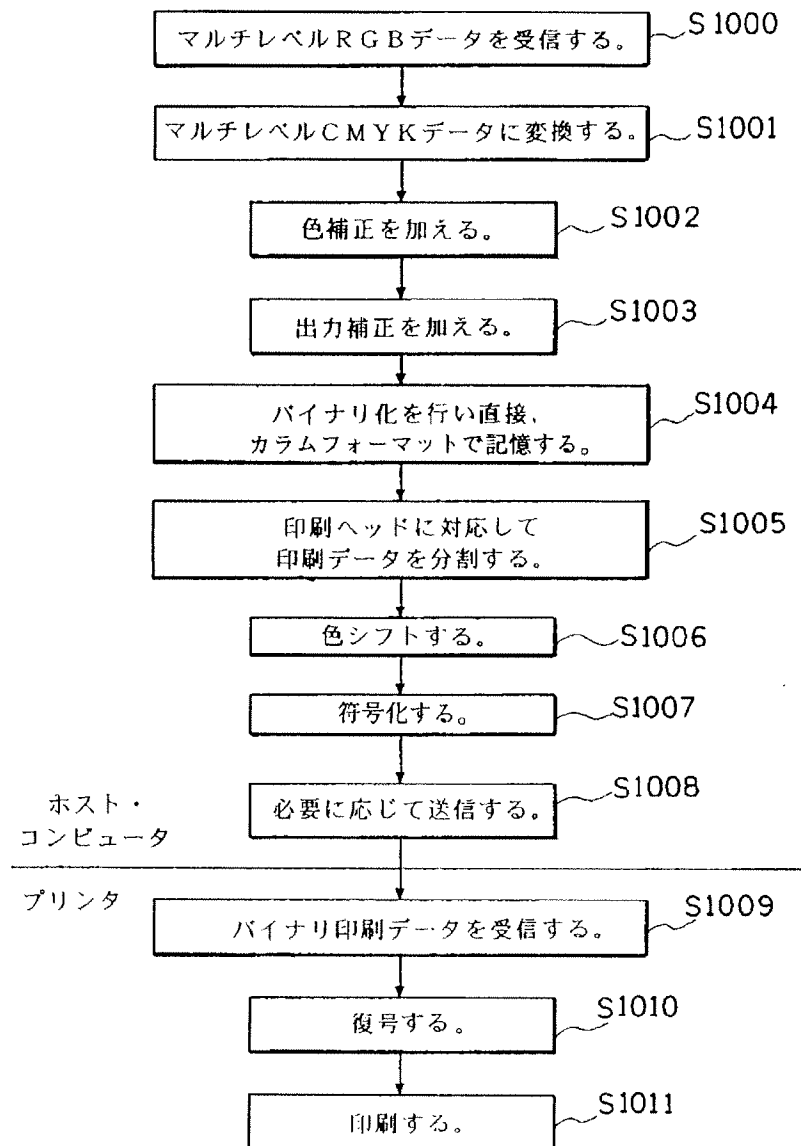 マルチレベルRGBデータを受信する。
S1000
マルチレベルCMYKデータに変換する。
S1001
色補正を加える。
S1002
出力補正を加える。
S1003
バイナリ化を行い直接,
カラムフォーマットで記憶する。
S1004
印刷ヘッドに対応して
印刷データを分割する。
S1005
色シフトする。
S1006
符号化する。
S1007
必要に応じて送信する。
S1008
ホスト・
コンピュータ
プリンタ
バイナリ印刷データを受信する。
S1009
復号する。
S1010
印刷する。
S1011